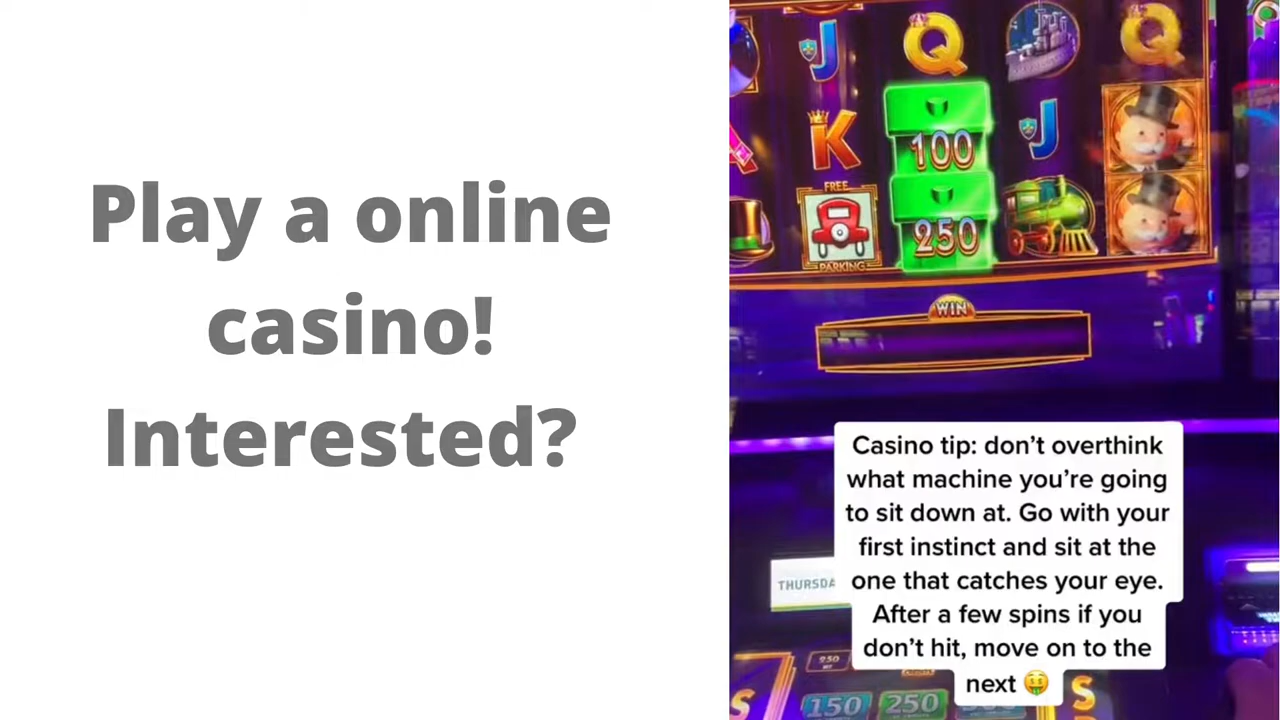 Play a online
casino!
Interested?
J
Q
Q
K
100
J
FREE
PARKING
250
WIN
Casino tip: don’t overthink
what machine you’re going
to sit down at. Go with your
first instinct and sit at the
one that catches your eye.
After a few spins if you
don’t hit, move on to the
next 🤑
THURSDA
250
150
250
S
S